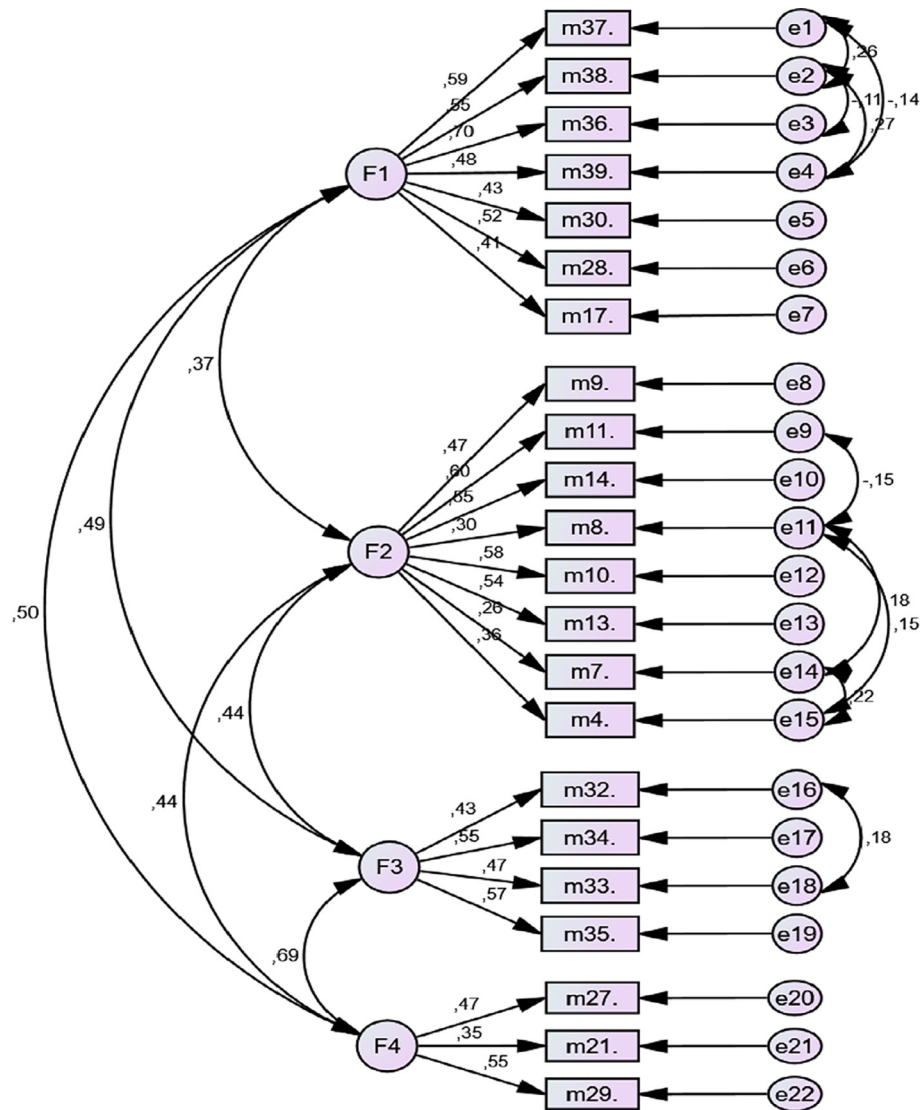 m37. e1
,26
,59 m38. e2
,55 -,11 -,14
,70 m36. e3
,27
,48 m39. e4
F1
,43 m30. e5
,52 m28. e6
,41
m17. e7
,37
m9. e8
,47 m11. e9
,60 m14. e10
-,15
,55
,49
,30 m8. e11
F2
,58 m10. e12
,54
,26 m13. e13
18
,50
,36 ,15
m7. e14
,22
,44
m4. e15
m32. e16
,44
,43
,55 m34. e17
,18
F3
,47 m33. e18
,57
m35. e19
,69
,47 m27. e20
,35
F4 m21. e21
,55
m29. e22